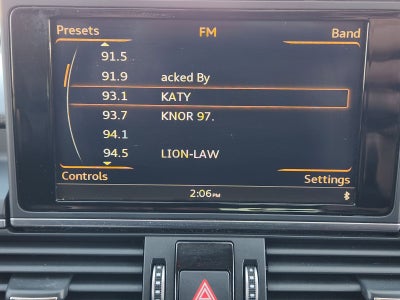 Presets FM Band
91.5
91.9 acked By
93.1 KATY
93.7 KNOR 97.
94.1
94.5 LION-LAW
Controls Settings
2:06PM